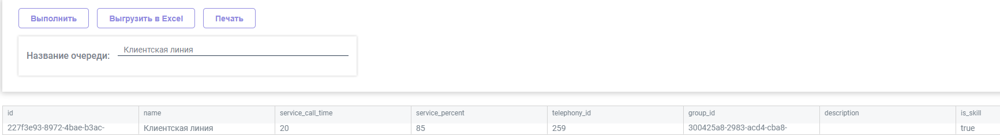 Выполнить Выгрузить в Excel Печать
Название очереди: Клиентская линия
id name service_call_time service_percent telephony_id group_id description is_skill
227f3e93-8972-4bae-b3ac- Клиентская линия 20 85 259 300425a8-2983-acd4-cba8- true